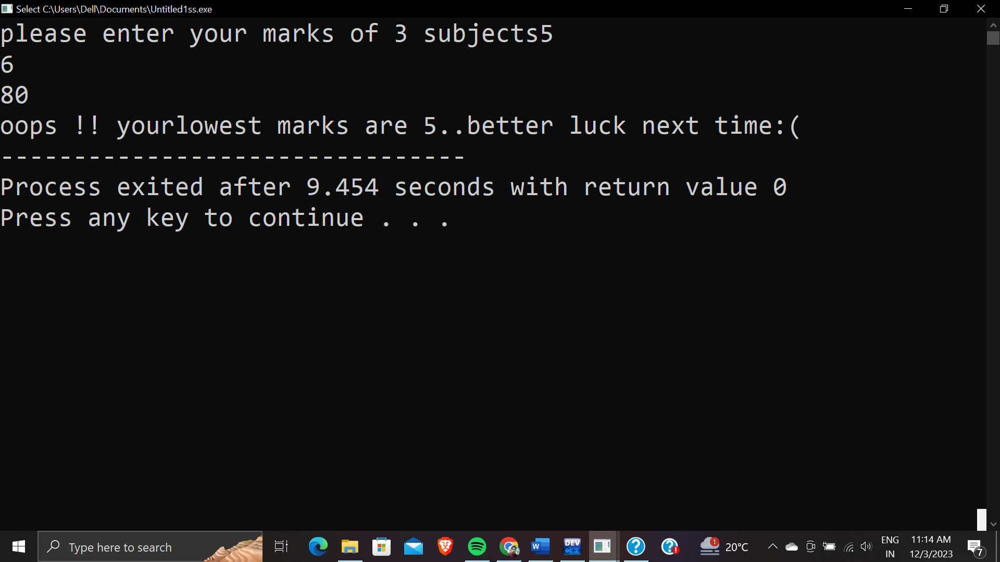 Select C:\Users\Dell\Documents\Untitled1ss.exe
please enter your marks of 3 subjects5
6
80
oops !! yourlowest marks are 5..better luck next time:(
--------------------------------
Process exited after 9.454 seconds with return value 0
Press any key to continue . . .
Type here to search
W
DEV
C++
1
20°C
ENG
IN
11:14 AM
12/3/2023
7